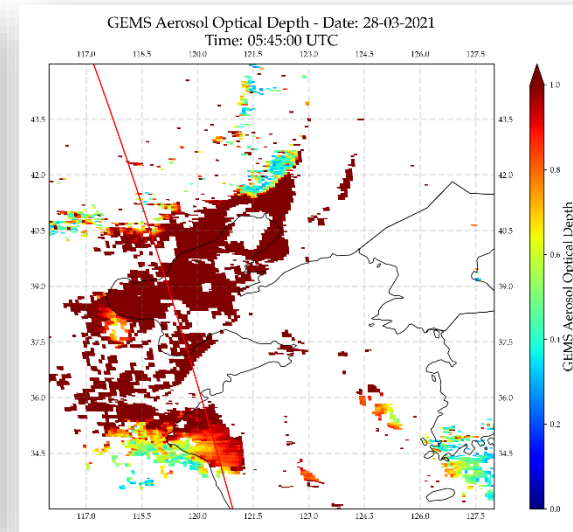 GEMS Aerosol Optical Depth - Date: 28-03-2021
Time: 05:45:00 UTC
117.0 118.5 120.0 121.5 123.0 124.5 126.0 127.5
43.5 43.5
42.0 42.0
40.5 40.5
39.0 39.0
37.5 37.5
36.0 36.0
34.5 34.5
117.0 118.5 120.0 121.5 123.0 124.5 126.0 127.5
1.0
0.8
0.6
0.4
0.2
0.0
GEMS Aerosol Optical Depth
GEMS Aerosol Optical Depth